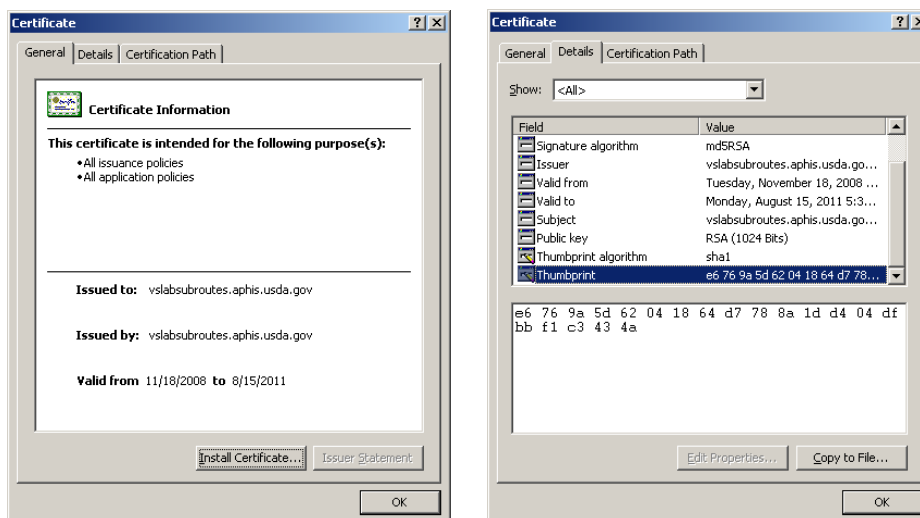 Certificate
General Details Certification Path
Certificate Information
This certificate is intended for the following purpose(s):
•All issuance policies
•All application policies
Issued to: vslabsubroutes.aphis.usda.gov
Issued by: vslabsubroutes.aphis.usda.gov
Valid from 11/18/2008 to 8/15/2011
Install Certificate... Issuer Statement
OK
Certificate
General Details Certification Path
Show: <All>
Field Value
Signature algorithm md5RSA
Issuer vslabsubroutes.aphis.usda.go...
Valid from Tuesday, November 18, 2008 ...
Valid to Monday, August 15, 2011 5:3...
Subject vslabsubroutes.aphis.usda.go...
Public key RSA (1024 Bits)
Thumbprint algorithm sha1
Thumbprint e6 76 9a 5d 62 04 18 64 d7 78...
e6 76 9a 5d 62 04 18 64 d7 78 8a 1d d4 04 df
bb f1 c3 43 4a
Edit Properties... Copy to File...
OK